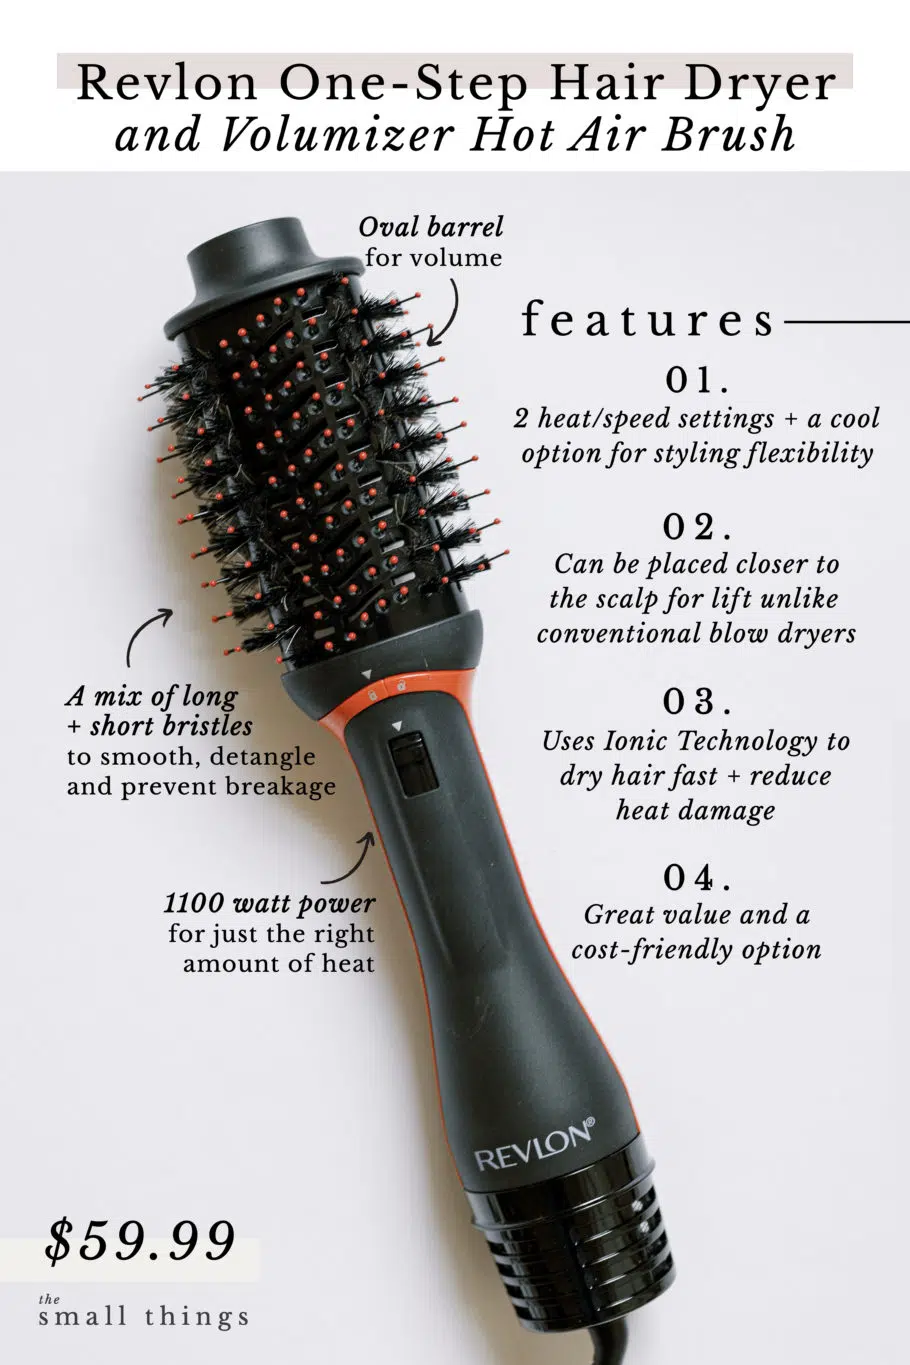 Revlon One-Step Hair Dryer
and Volumizer Hot Air Brush
Oval barrel
for volume
features
01.
2 heat/speed settings + a cool
option for styling flexibility
02.
Can be placed closer to
the scalp for lift unlike
conventional blow dryers
03.
Uses Ionic Technology to
dry hair fast + reduce
heat damage
04.
Great value and a
cost-friendly option
A mix of long
+ short bristles
to smooth, detangle
and prevent breakage
1100 watt power
for just the right
amount of heat
REVLON®
$59.99
the
small things